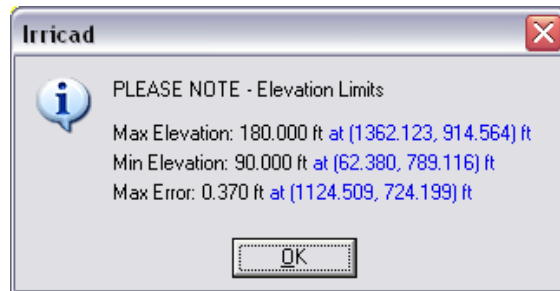 Irricad
PLEASE NOTE - Elevation Limits
Max Elevation: 180.000 ft at (1362.123, 914.564) ft
Min Elevation: 90.000 ft at (62.380, 789.116) ft
Max Error: 0.370 ft at (1124.509, 724.199) ft
OK